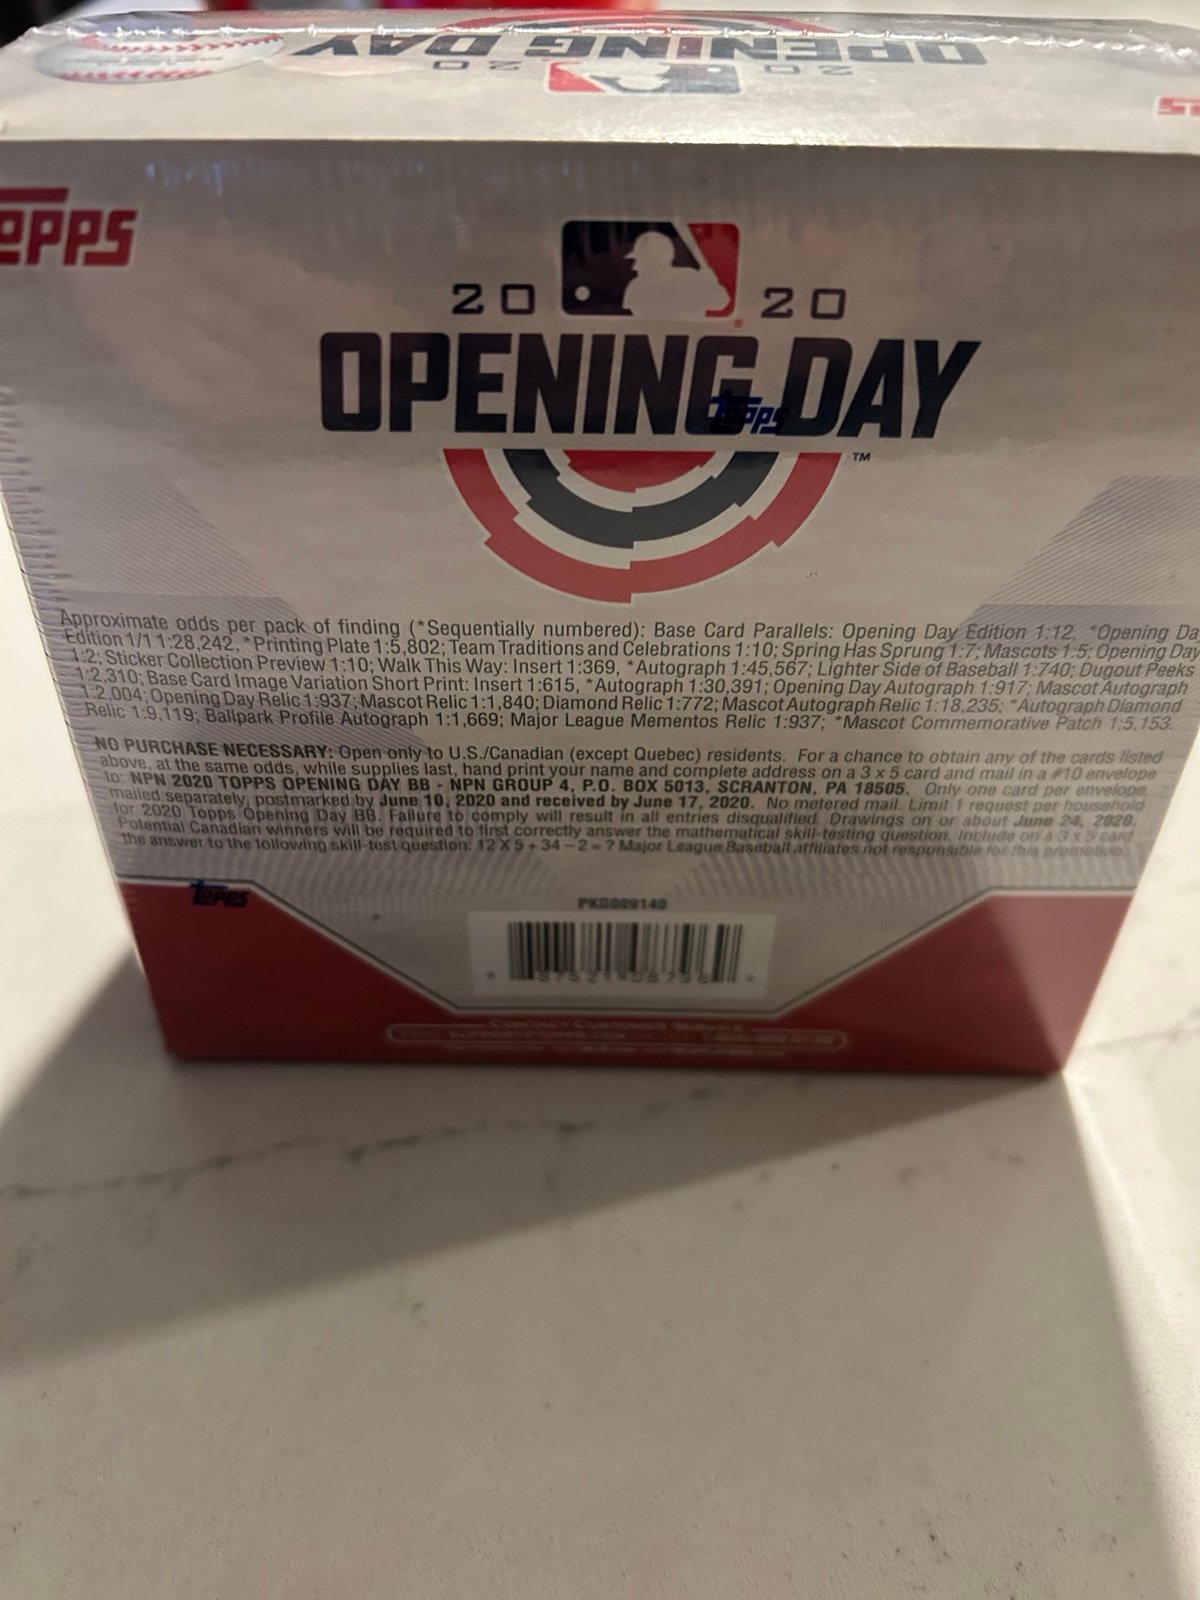 OPENING DAY
20 20
TOPPS
20 20
OPENING DAY
TOPPS
TM
Approximate odds per pack of finding (*Sequentially numbered): Base Card Parallels: Opening Day Edition 1:12, *Opening Da
Edition 1/1 1:28,242, *Printing Plate 1:5,802; Team Traditions and Celebrations 1:10; Spring Has Sprung 1:7; Mascots 1:5; Opening Day
1:2; Sticker Collection Preview 1:10; Walk This Way: Insert 1:369, *Autograph 1:45,567; Lighter Side of Baseball 1:740; Dugout Peeks
1:2,310; Base Card Image Variation Short Print: Insert 1:615, *Autograph 1:30,391; Opening Day Autograph 1:917; Mascot Autograph
1:2,004; Opening Day Relic 1:937; Mascot Relic 1:1,840; Diamond Relic 1:772; Mascot Autograph Relic 1:18,235; *Autograph Diamond
Relic 1:9,119; Ballpark Profile Autograph 1:1,669; Major League Mementos Relic 1:937; *Mascot Commemorative Patch 1:5,153.
NO PURCHASE NECESSARY: Open only to U.S./Canadian (except Quebec) residents. For a chance to obtain any of the cards listed
above, at the same odds, while supplies last, hand print your name and complete address on a 3 x 5 card and mail in a #10 envelope
to: NPN 2020 TOPPS OPENING DAY BB - NPN GROUP 4, P.O. BOX 5013, SCRANTON, PA 18505. Only one card per envelope,
mailed separately, postmarked by June 10, 2020 and received by June 17, 2020. No metered mail. Limit 1 request per household
for 2020 Topps Opening Day BB. Failure to comply will result in all entries disqualified. Drawings on or about June 24, 2020.
Potential Canadian winners will be required to first correctly answer the mathematical skill-testing question. Include on a 3 x 5 card
the answer to the following skill-test question: 12 X 5 + 34 – 2 = ? Major League Baseball affiliates not responsible for this promotion.
TOPPS
PKG009140
CONTACT CUSTOMER SERVICE